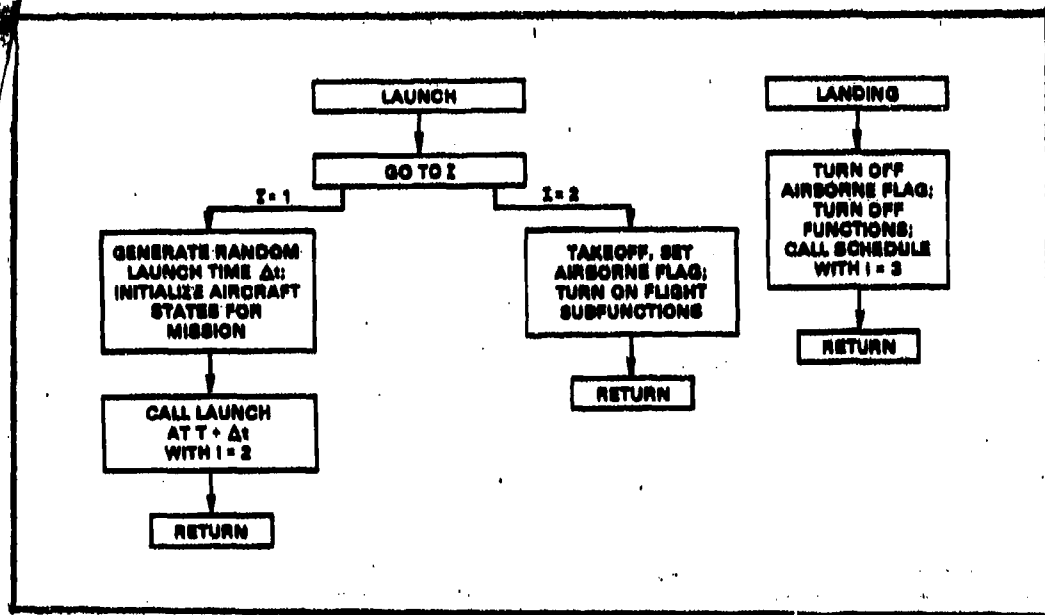 LAUNCH
GO TO I
I = 1
I = 2
GENERATE RANDOM
LAUNCH TIME Δt;
INITIALIZE AIRCRAFT
STATES FOR
MISSION
CALL LAUNCH
AT T + Δt
WITH I = 2
RETURN
TAKEOFF, SET
AIRBORNE FLAG;
TURN ON FLIGHT
SUBFUNCTIONS
RETURN
LANDING
TURN OFF
AIRBORNE FLAG;
TURN OFF
FUNCTIONS;
CALL SCHEDULE
WITH I = 3
RETURN